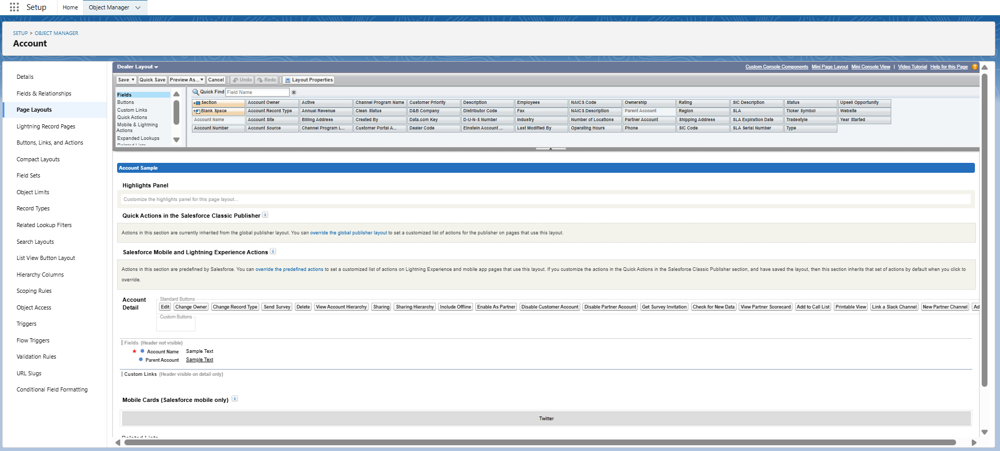 Setup Home Object Manager
SETUP > OBJECT MANAGER
Account
Details
Fields & Relationships
Page Layouts
Lightning Record Pages
Buttons, Links, and Actions
Compact Layouts
Field Sets
Object Limits
Record Types
Related Lookup Filters
Search Layouts
List View Button Layout
Hierarchy Columns
Scoping Rules
Object Access
Triggers
Flow Triggers
Validation Rules
URL Slugs
Conditional Field Formatting
Dealer Layout
Custom Console Components Mini Page Layout Mini Console View | Video Tutorial Help for this Page ?
Save Quick Save Preview As... Cancel Undo Redo Layout Properties
Fields
Buttons
Custom Links
Quick Actions
Mobile & Lightning
Actions
Expanded Lookups
Related Lists
Quick Find Field Name
Section Account Owner Active Channel Program Name Customer Priority Description Employees NAICS Code Ownership Rating SIC Description Status Upsell Opportunity
Blank Space Account Record Type Annual Revenue Clean Status D&B Company Distributor Code Fax NAICS Description Parent Account Region SLA Ticker Symbol Website
Account Name Account Site Billing Address Created By Data.com Key D-U-N-S Number Industry Number of Locations Partner Account Shipping Address SLA Expiration Date Tradestyle Year Started
Account Number Account Source Channel Program L... Customer Portal A... Dealer Code Einstein Account ... Last Modified By Operating Hours Phone SIC Code SLA Serial Number Type
Account Sample
Highlights Panel
Customize the highlights panel for this page layout...
Quick Actions in the Salesforce Classic Publisher i
Actions in this section are currently inherited from the global publisher layout. You can override the global publisher layout to set a customized list of actions for the publisher on pages that use this layout.
Salesforce Mobile and Lightning Experience Actions i
Actions in this section are predefined by Salesforce. You can override the predefined actions to set a customized list of actions on Lightning Experience and mobile app pages that use this layout. If you customize the actions in the Quick Actions in the Salesforce Classic Publisher section, and have saved the layout, then this section inherits that set of actions by default when you click to
override.
Account
Detail
Standard Buttons
Edit Change Owner Change Record Type Send Survey Delete View Account Hierarchy Sharing Sharing Hierarchy Include Offline Enable As Partner Disable Customer Account Disable Partner Account Get Survey Invitation Check for New Data View Partner Scorecard Add to Call List Printable View Link a Slack Channel New Partner Channel Ad
Custom Buttons
Fields (Header not visible)
* Account Name Sample Text
Parent Account Sample Text
Custom Links (Header visible on detail only)
Mobile Cards (Salesforce mobile only) i
Twitter
Related Lists